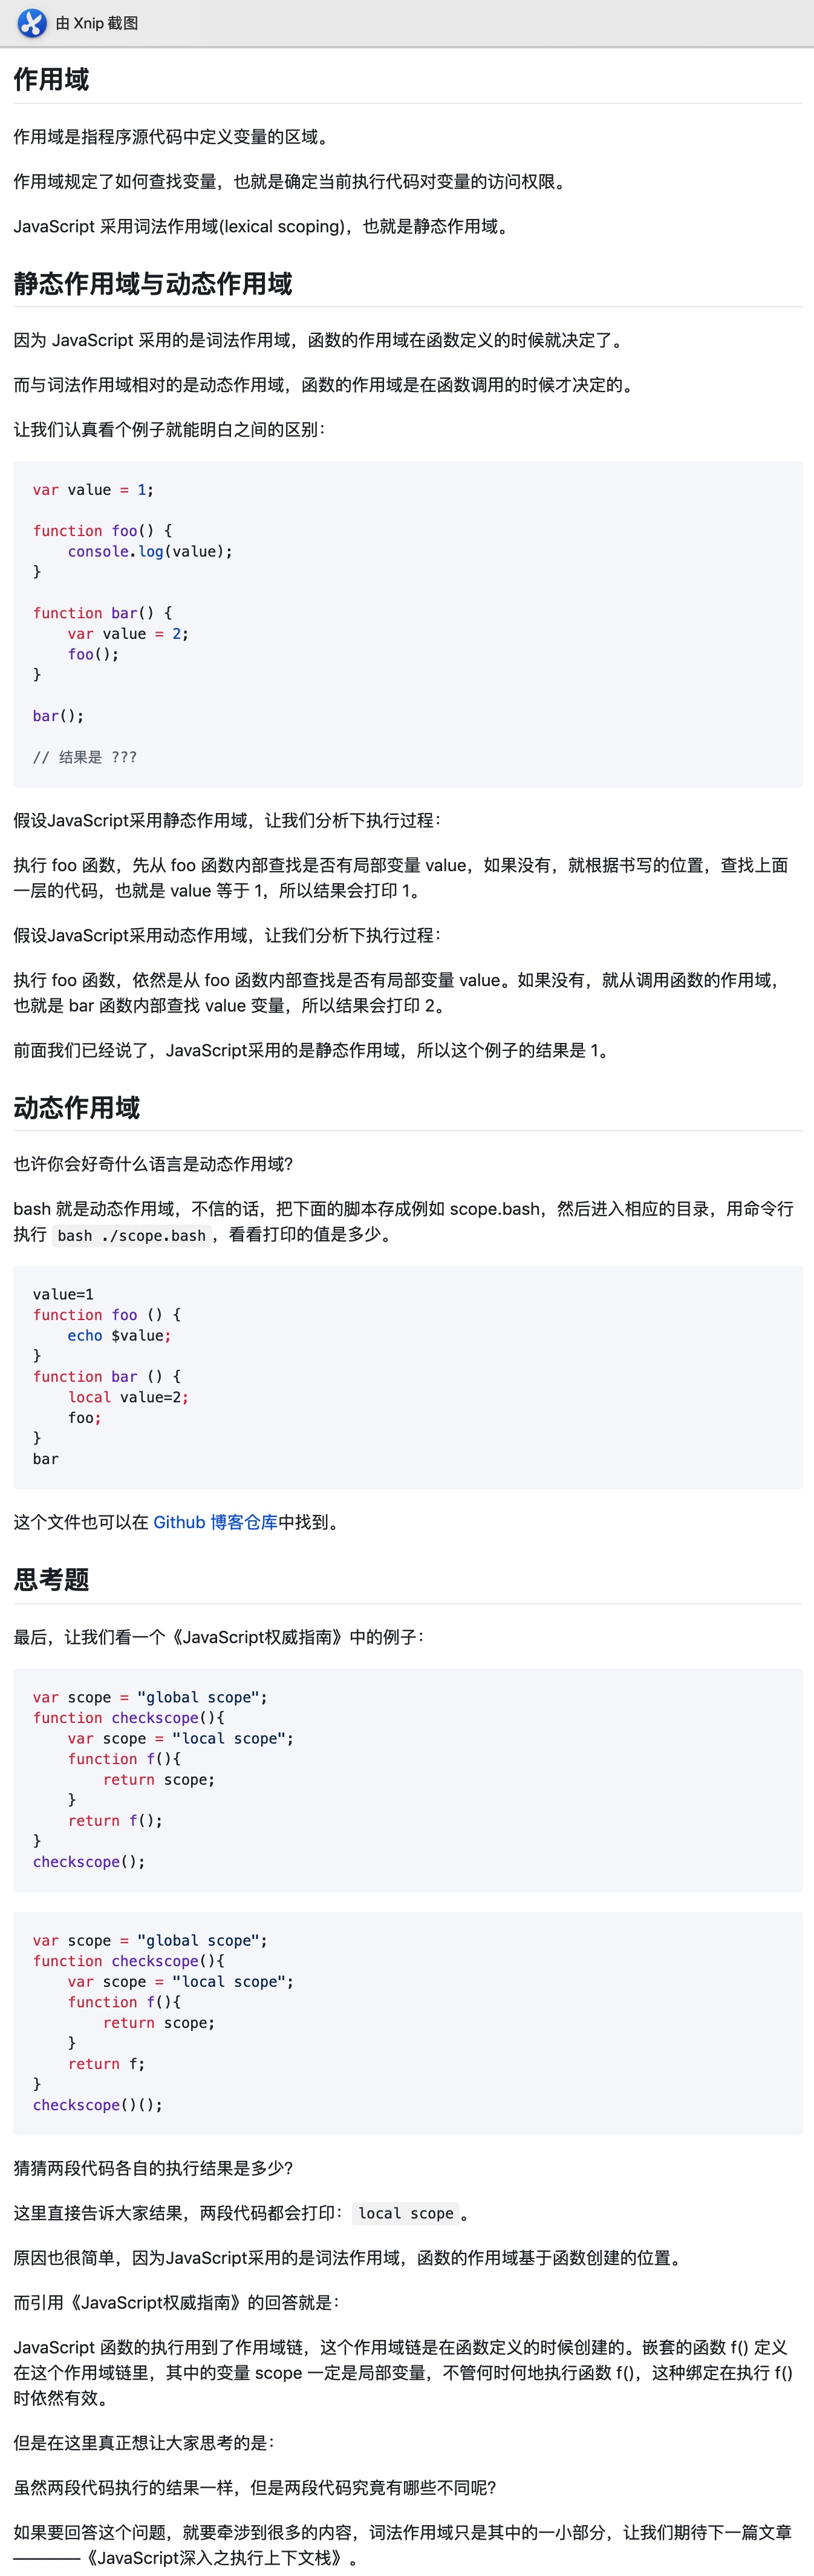 由 Xnip 截图
作用域
作用域是指程序源代码中定义变量的区域。
作用域规定了如何查找变量，也就是确定当前执行代码对变量的访问权限。
JavaScript 采用词法作用域(lexical scoping)，也就是静态作用域。
静态作用域与动态作用域
因为 JavaScript 采用的是词法作用域，函数的作用域在函数定义的时候就决定了。
而与词法作用域相对的是动态作用域，函数的作用域是在函数调用的时候才决定的。
让我们认真看个例子就能明白之间的区别：
var value = 1;
function foo() {
    console.log(value);
}
function bar() {
    var value = 2;
    foo();
}
bar();
// 结果是 ???
假设JavaScript采用静态作用域，让我们分析下执行过程：
执行 foo 函数，先从 foo 函数内部查找是否有局部变量 value，如果没有，就根据书写的位置，查找上面
一层的代码，也就是 value 等于 1，所以结果会打印 1。
假设JavaScript采用动态作用域，让我们分析下执行过程：
执行 foo 函数，依然是从 foo 函数内部查找是否有局部变量 value。如果没有，就从调用函数的作用域，
也就是 bar 函数内部查找 value 变量，所以结果会打印 2。
前面我们已经说了，JavaScript采用的是静态作用域，所以这个例子的结果是 1。
动态作用域
也许你会好奇什么语言是动态作用域?
bash 就是动态作用域，不信的话，把下面的脚本存成例如 scope.bash，然后进入相应的目录，用命令行
执行 bash ./scope.bash ，看看打印的值是多少。
value=1
function foo () {
    echo $value;
}
function bar () {
    local value=2;
    foo;
}
bar
这个文件也可以在 Github 博客仓库中找到。
思考题
最后，让我们看一个《JavaScript权威指南》中的例子：
var scope = "global scope";
function checkscope(){
    var scope = "local scope";
    function f(){
        return scope;
    }
    return f();
}
checkscope();
var scope = "global scope";
function checkscope(){
    var scope = "local scope";
    function f(){
        return scope;
    }
    return f;
}
checkscope()();
猜猜两段代码各自的执行结果是多少?
这里直接告诉大家结果，两段代码都会打印： local scope 。
原因也很简单，因为JavaScript采用的是词法作用域，函数的作用域基于函数创建的位置。
而引用《JavaScript权威指南》的回答就是：
JavaScript 函数的执行用到了作用域链，这个作用域链是在函数定义的时候创建的。嵌套的函数 f() 定义
在这个作用域链里，其中的变量 scope 一定是局部变量，不管何时何地执行函数 f()，这种绑定在执行 f()
时依然有效。
但是在这里真正想让大家思考的是：
虽然两段代码执行的结果一样，但是两段代码究竟有哪些不同呢?
如果要回答这个问题，就要牵涉到很多的内容，词法作用域只是其中的一小部分，让我们期待下一篇文章
————《JavaScript深入之执行上下文栈》。